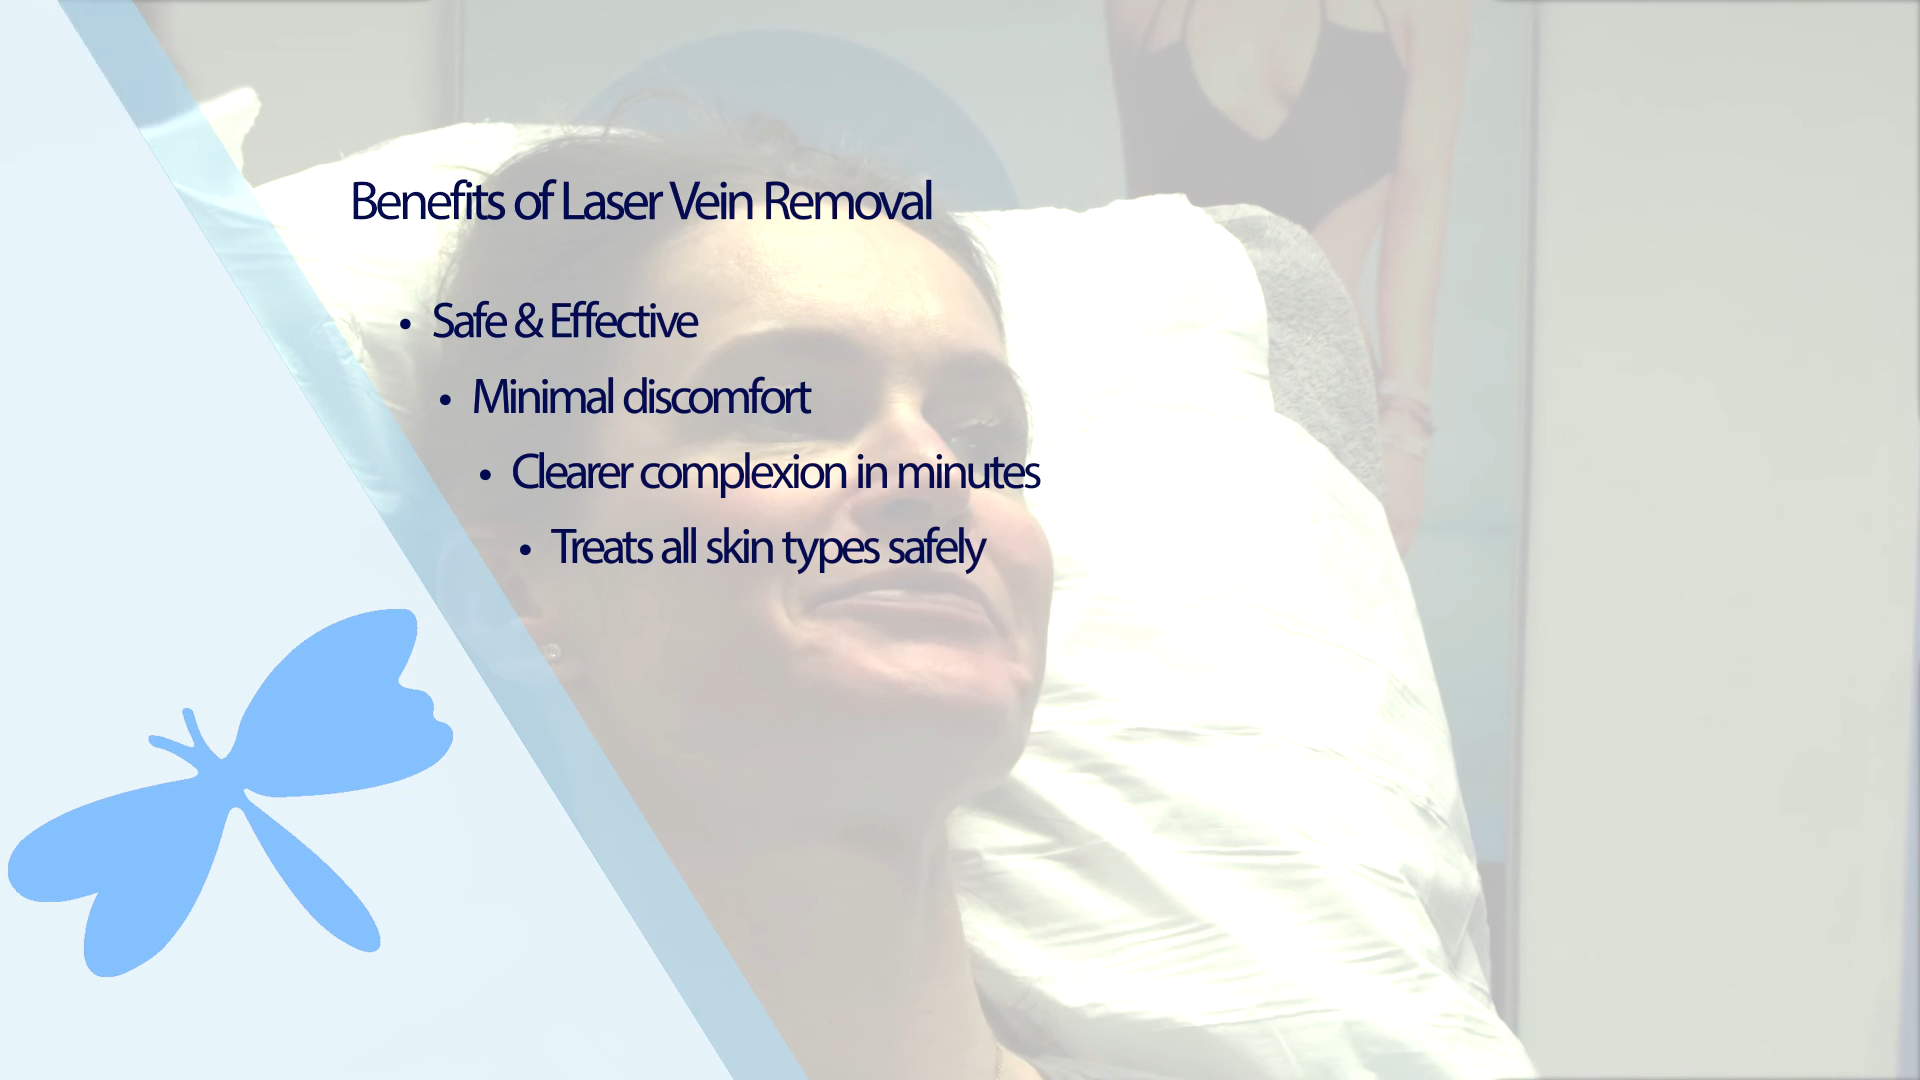 Benefits of Laser Vein Removal
• Safe & Effective
• Minimal discomfort
• Clearer complexion in minutes
• Treats all skin types safely